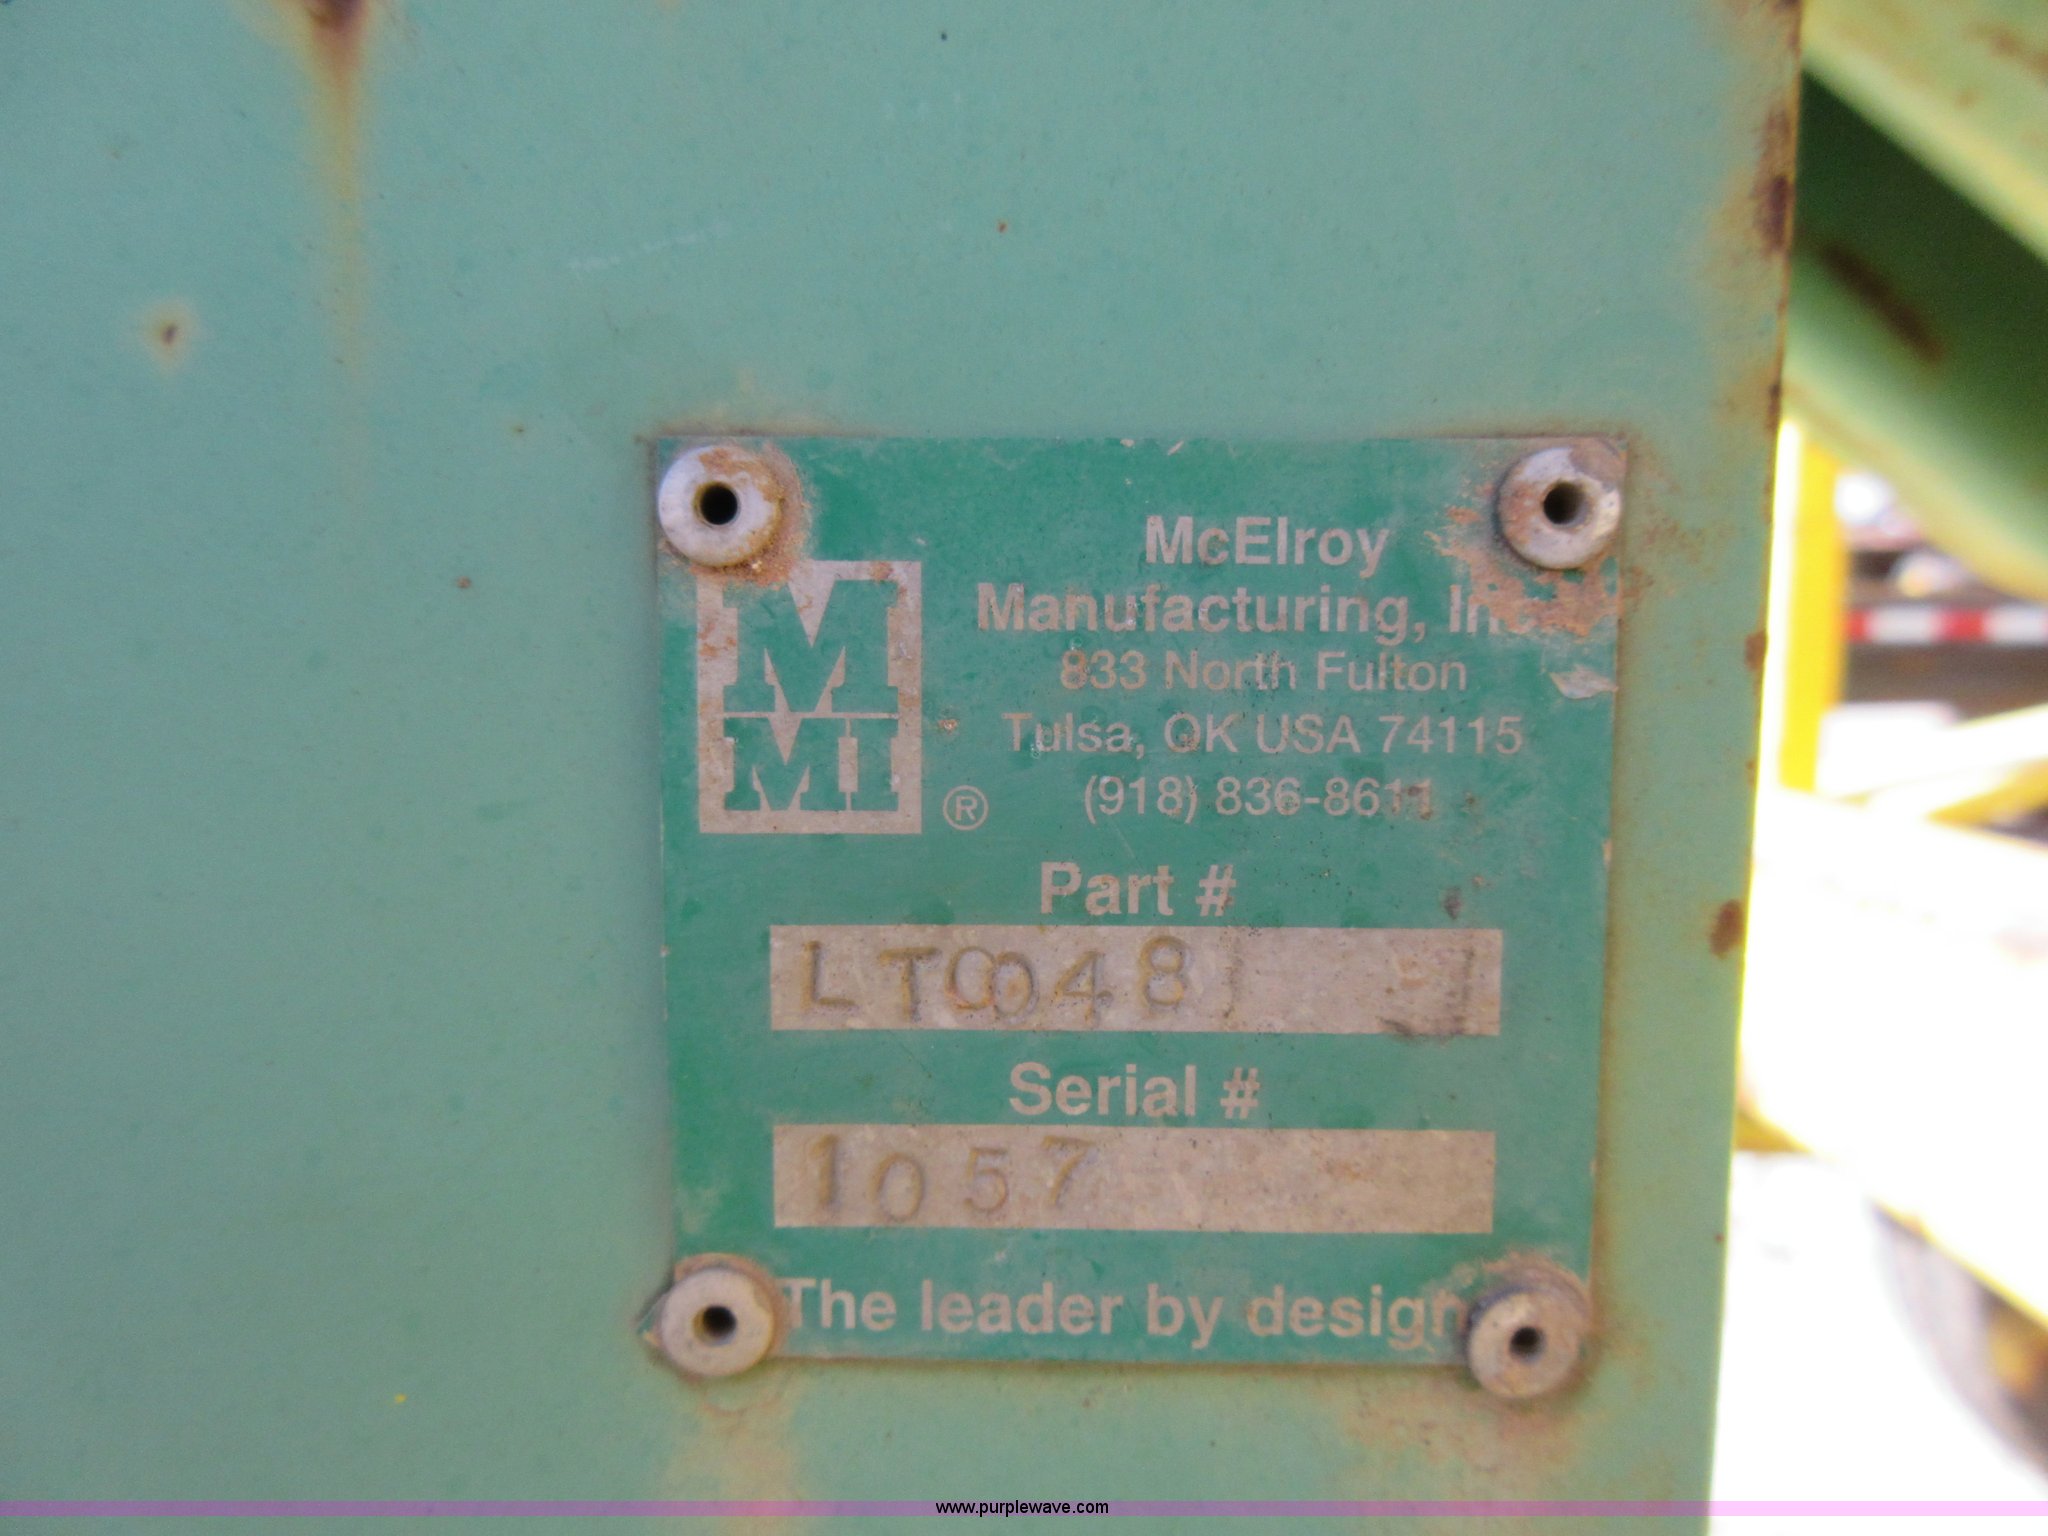 McElroy
Manufacturing, Inc.
833 North Fulton
Tulsa, OK USA 74115
(918) 836-8611
M
MI
®
Part #
LT0048
Serial #
1057
The leader by design
www.purplewave.com